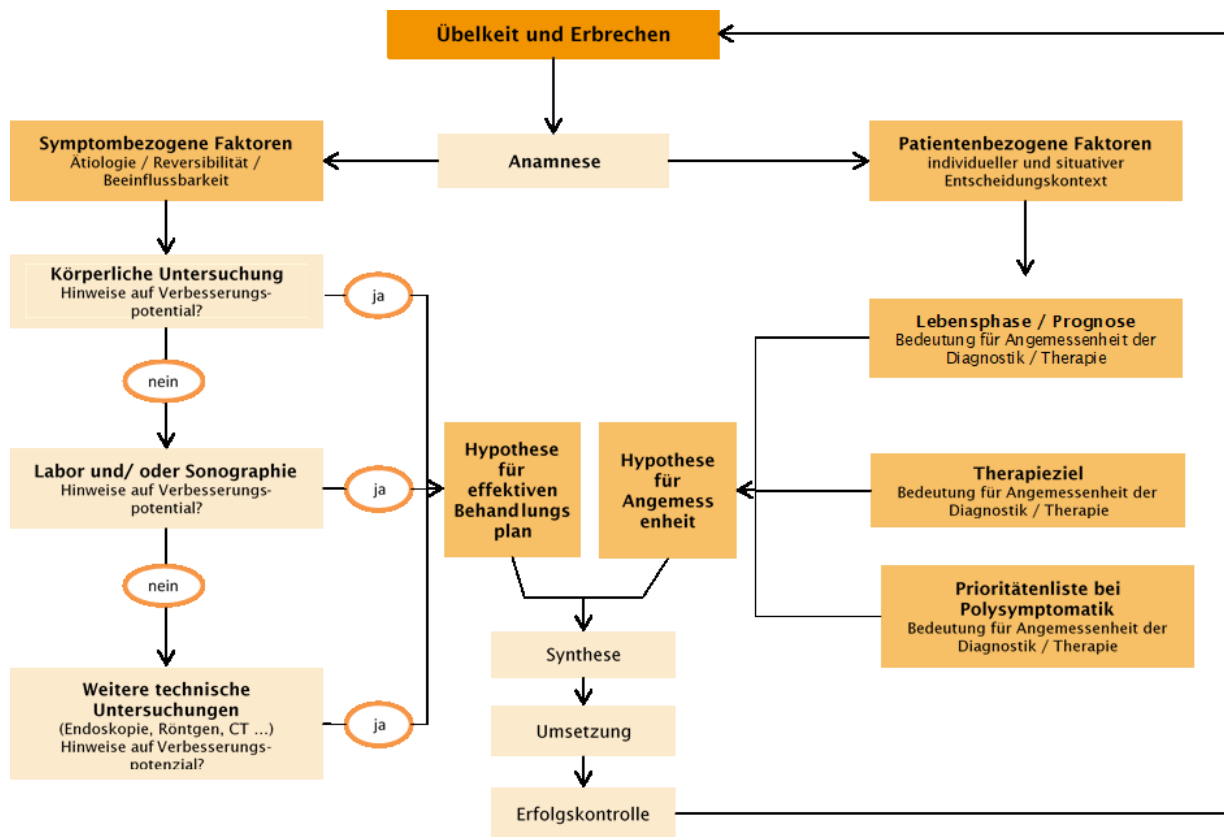 Übelkeit und Erbrechen
Symptombezogene Faktoren
Ätiologie / Reversibilität /
Beeinflussbarkeit
Anamnese
Patientenbezogene Faktoren
individueller und situativer
Entscheidungskontext
Körperliche Untersuchung
Hinweise auf Verbesserungs-
potential?
ja
nein
Labor und/ oder Sonographie
Hinweise auf Verbesserungs-
potential?
ja
nein
Weitere technische
Untersuchungen
(Endoskopie, Röntgen, CT ...)
Hinweise auf Verbesserungs-
potenzial?
ja
Hypothese
für
effektiven
Behandlungs
plan
Hypothese
für
Angemess
enheit
Lebensphase / Prognose
Bedeutung für Angemessenheit der
Diagnostik / Therapie
Therapieziel
Bedeutung für Angemessenheit der
Diagnostik / Therapie
Prioritätenliste bei
Polysymptomatik
Bedeutung für Angemessenheit der
Diagnostik / Therapie
Synthese
Umsetzung
Erfolgskontrolle